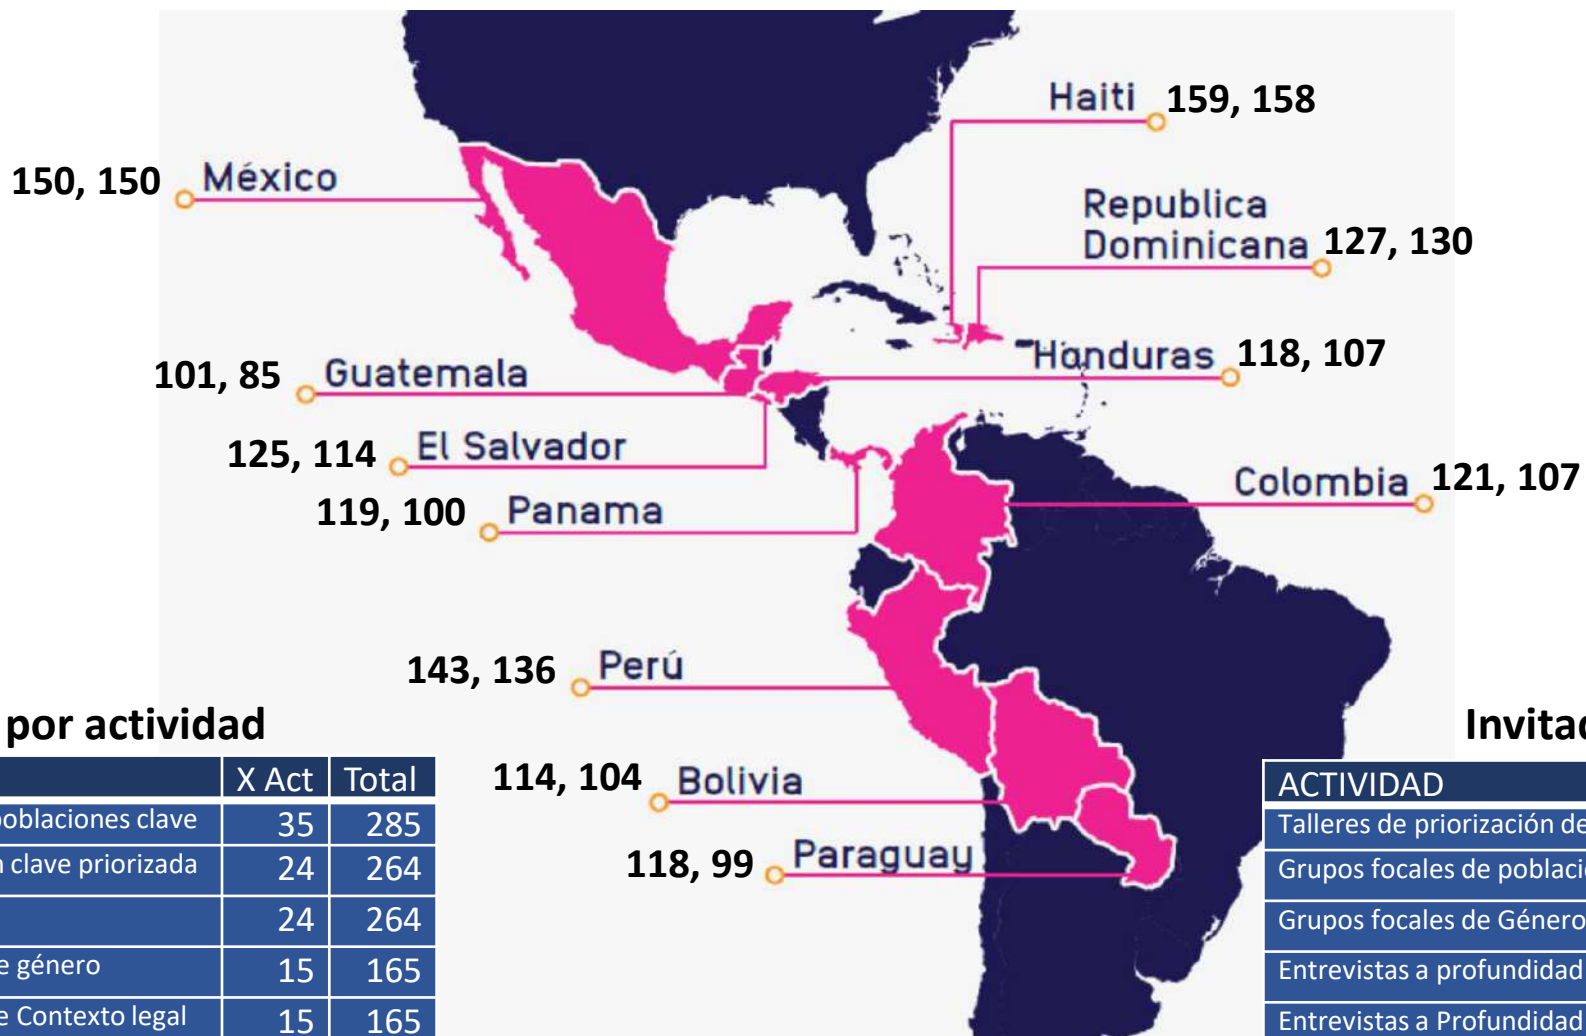 Haiti 159, 158
150, 150 México
Republica
Dominicana 127, 130
Honduras 118, 107
101, 85 Guatemala
125, 114 El Salvador
Colombia 121, 107
119, 100 Panama
143, 136 Perú
por actividad
Invitad
114, 104 Bolivia
118, 99 Paraguay
X Act Total
oblaciones clave 35 285
clave priorizada 24 264
24 264
e género 15 165
e Contexto legal 15 165
ACTIVIDAD
Talleres de priorización de
Grupos focales de població
Grupos focales de Género
Entrevistas a profundidad
Entrevistas a Profundidad